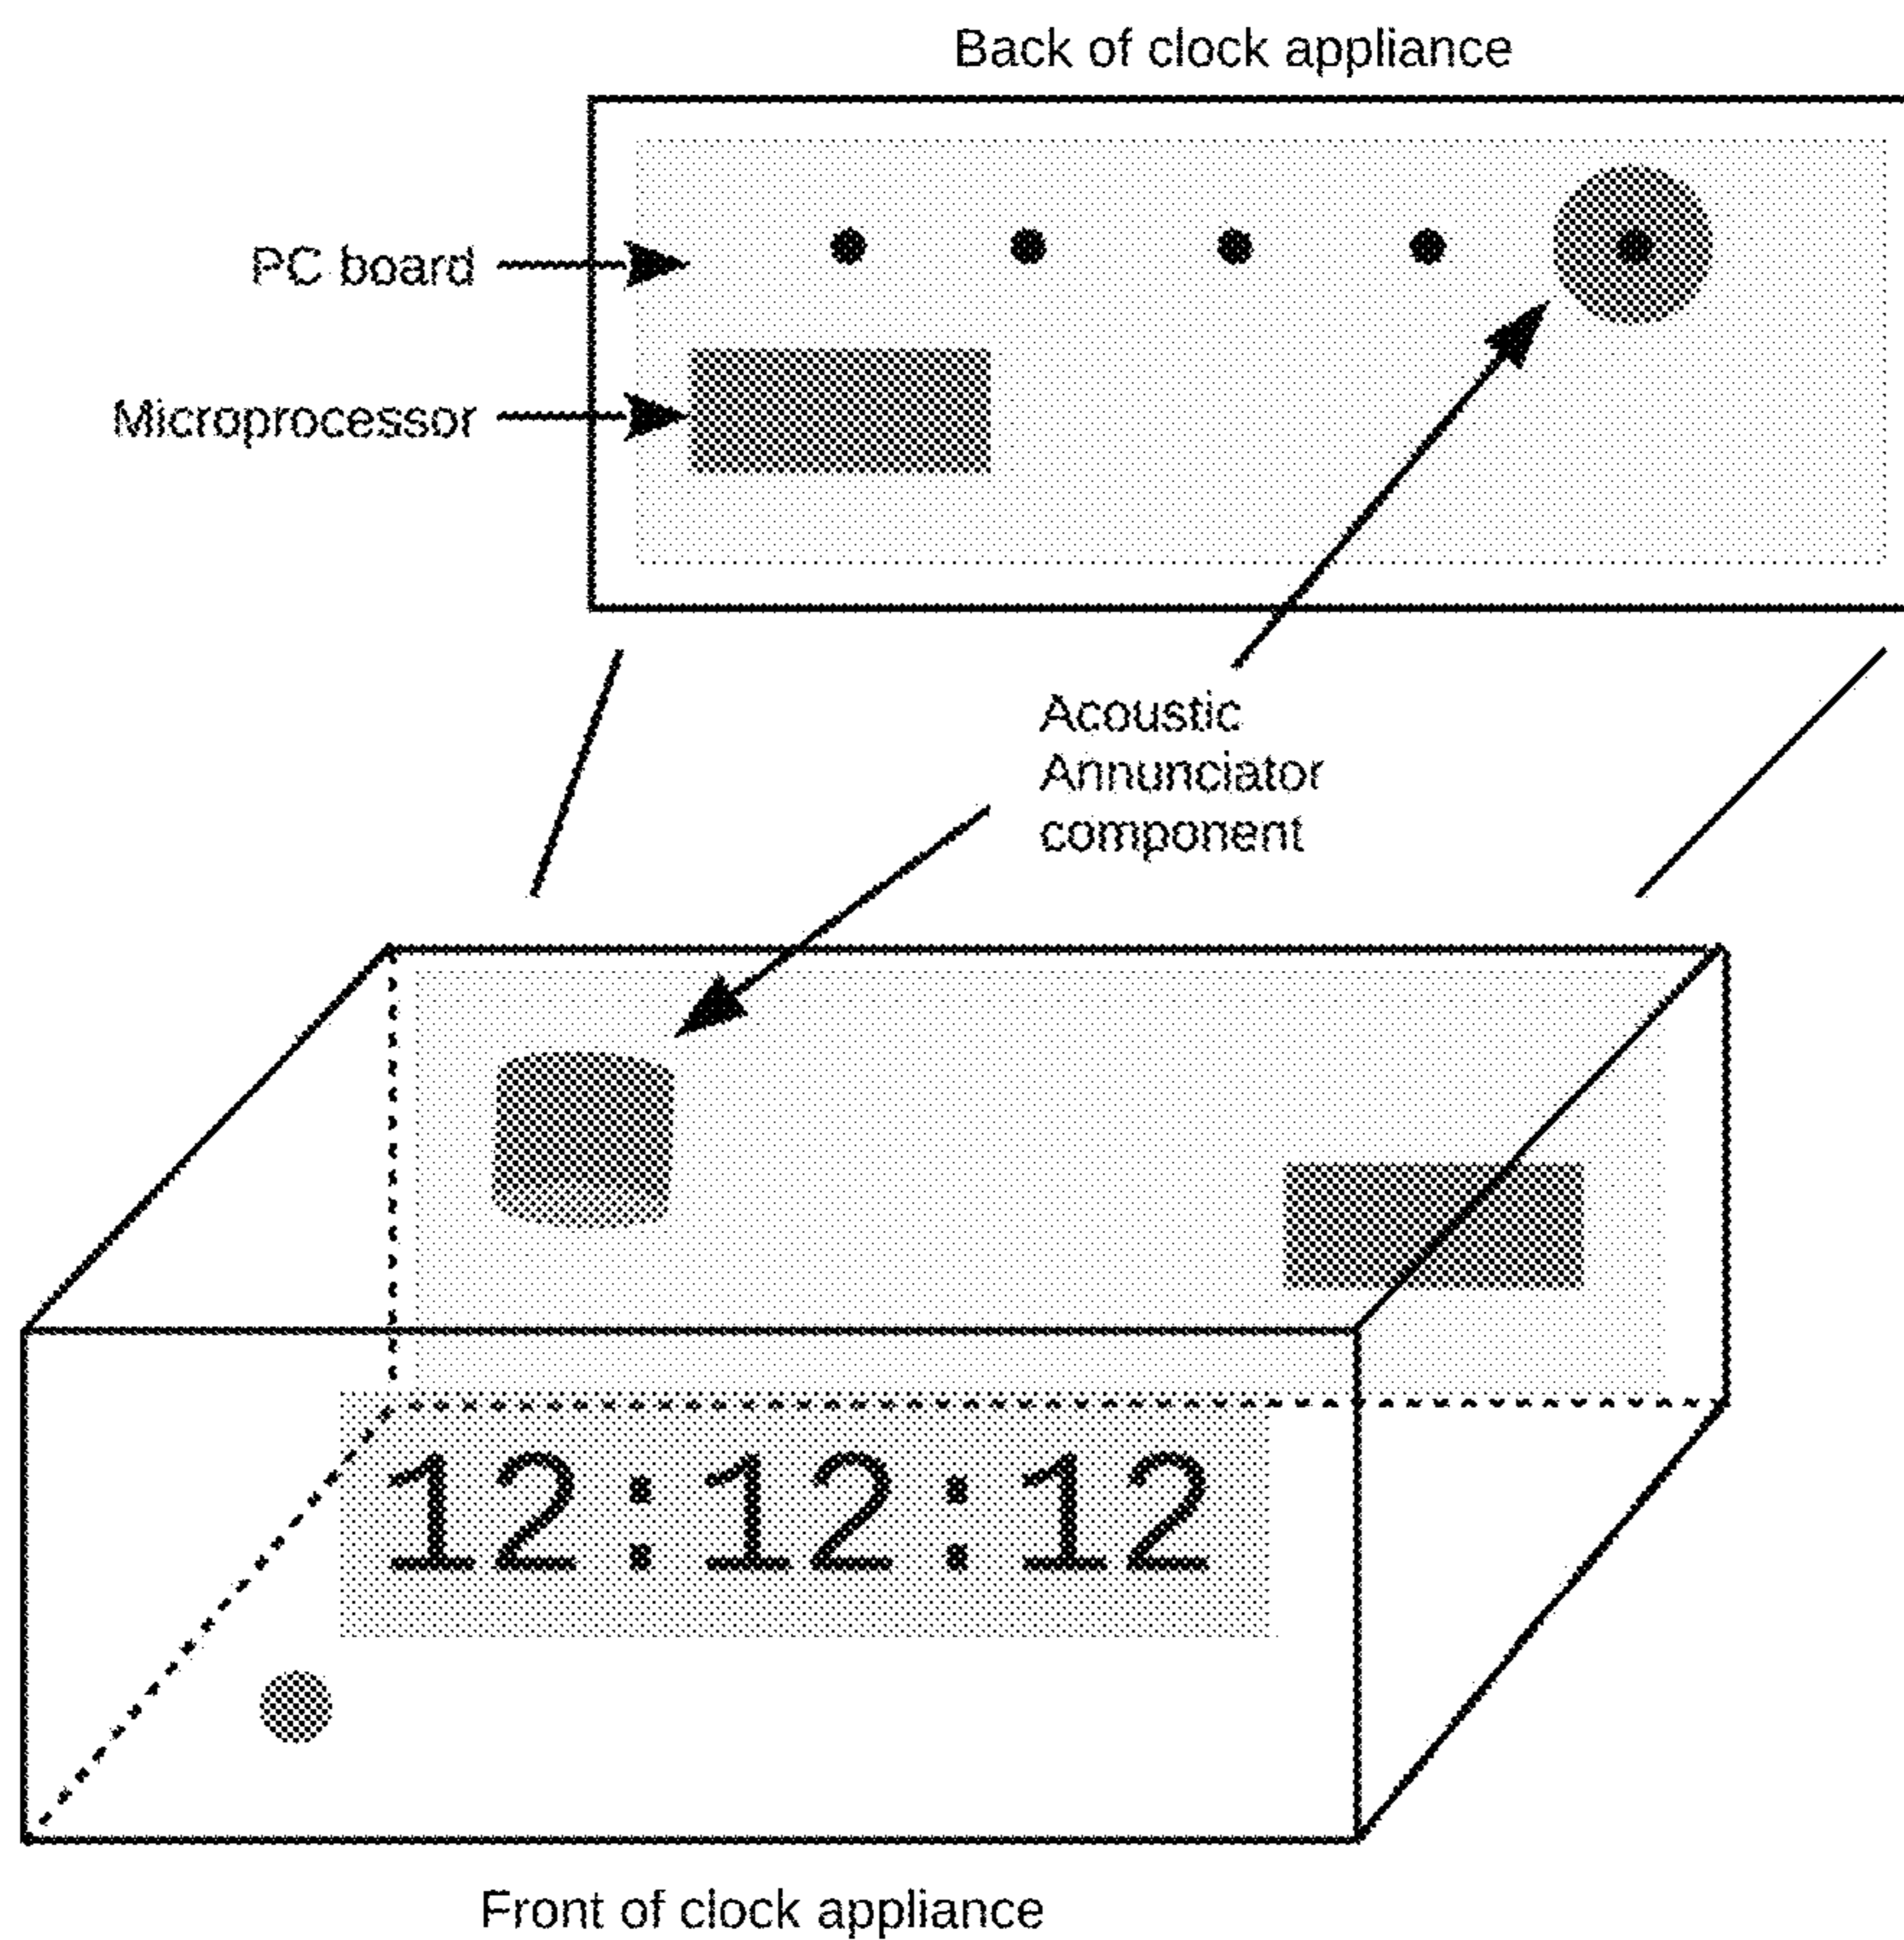 Back of clock appliance
PC board
Microprocessor
Acoustic
Annunciator
component
12:12:12
Front of clock appliance